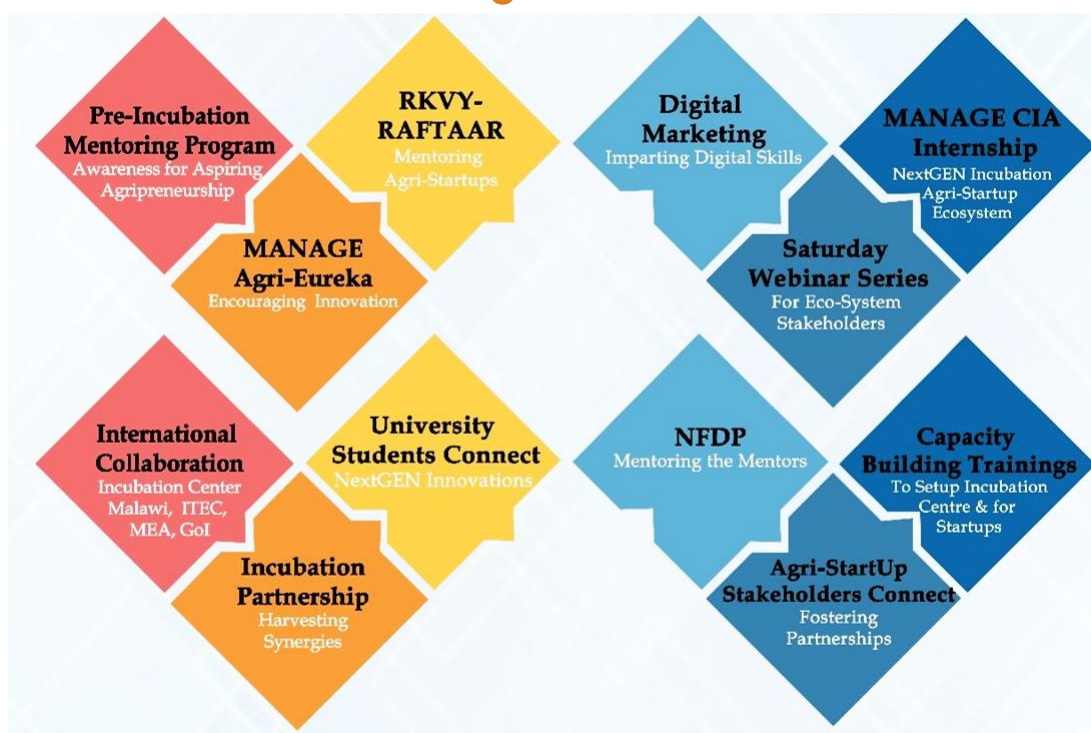 Pre-Incubation
Mentoring Program
Awareness for Aspiring
Agripreneurship
RKVY-
RAFTAAR
Mentoring
Agri-Startups
MANAGE
Agri-Eureka
Encouraging Innovation
Digital
Marketing
Imparting Digital Skills
MANAGE CIA
Internship
NextGEN Incubation
Agri-Startup
Ecosystem
Saturday
Webinar Series
For Eco-System
Stakeholders
International
Collaboration
Incubation Center
Malawi, ITEC,
MEA, GoI
University
Students Connect
NextGEN Innovations
Incubation
Partnership
Harvesting
Synergies
NFDP
Mentoring the Mentors
Capacity
Building Trainings
To Setup Incubation
Centre & for
Startups
Agri-StartUp
Stakeholders Connect
Fostering
Partnerships